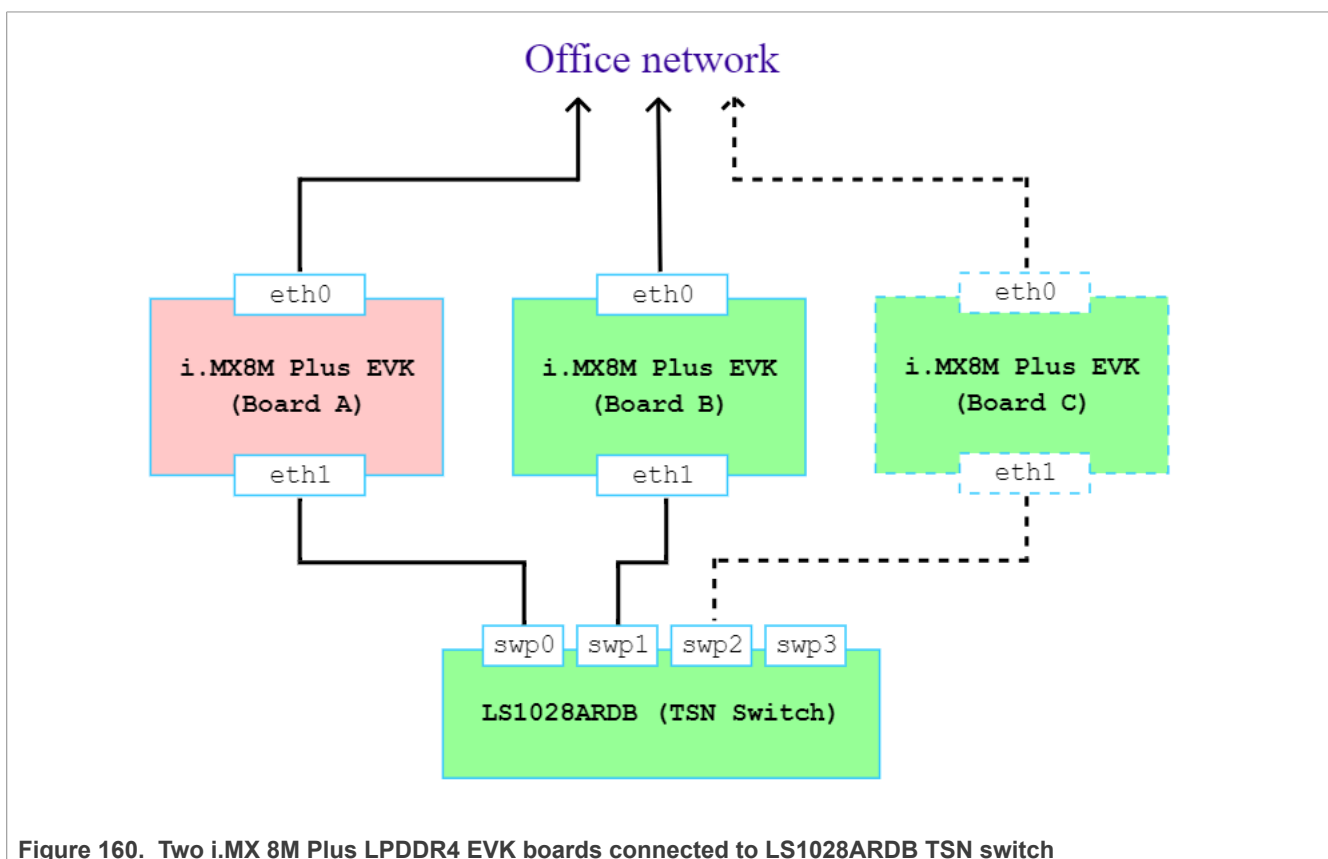 Office network
eth0
eth0
eth0
i.MX8M Plus EVK
(Board A)
i.MX8M Plus EVK
(Board B)
i.MX8M Plus EVK
(Board C)
eth1
eth1
eth1
swp0
swp1
swp2
swp3
LS1028ARDB (TSN Switch)
Figure 160. Two i.MX 8M Plus LPDDR4 EVK boards connected to LS1028ARDB TSN switch